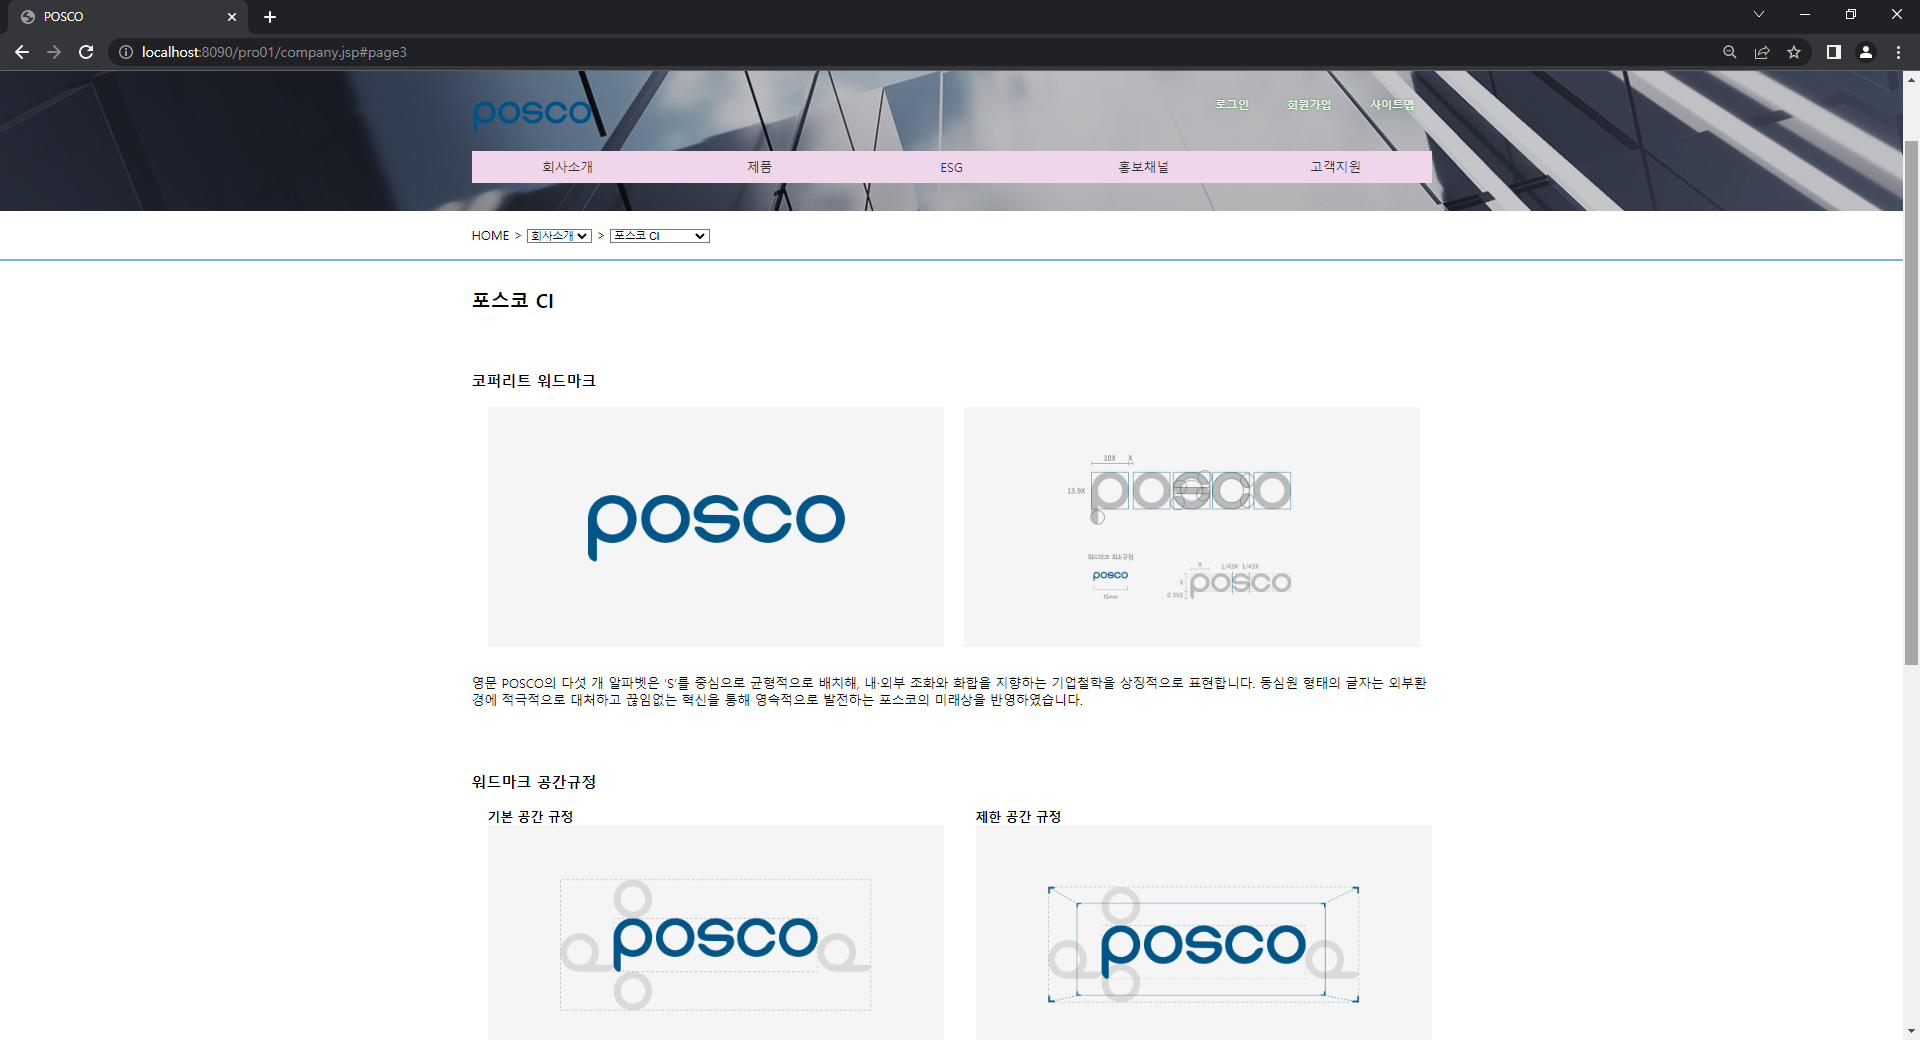 POSCO
localhost:8090/pro01/company.jsp#page3
posco
로그인 회원가입 사이트맵
회사소개 제품 ESG 홍보채널 고객지원
HOME > 회사소개 > 포스코 CI
포스코 CI
코퍼리트 워드마크
posco
10X X
13.9X
posco
워드마크 최소규정
posco
15mm
X 1/43X 1/43X
X
0.39X
posco
영문 POSCO의 다섯 개 알파벳은 ‘S’를 중심으로 균형적으로 배치해, 내·외부 조화와 화합을 지향하는 기업철학을 상징적으로 표현합니다. 동심원 형태의 글자는 외부환
경에 적극적으로 대처하고 끊임없는 혁신을 통해 영속적으로 발전하는 포스코의 미래상을 반영하였습니다.
워드마크 공간규정
기본 공간 규정 제한 공간 규정
posco posco